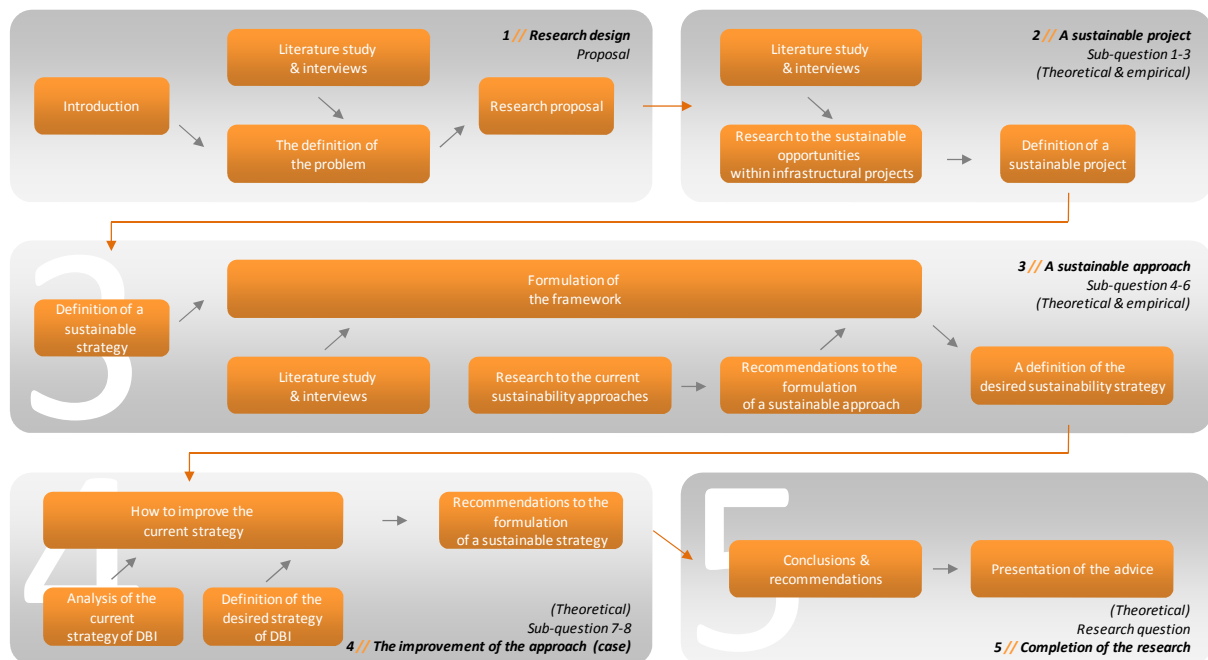 1 // Research design
Proposal
Literature study
& interviews
Introduction
The definition of
the problem
Research proposal
2 // A sustainable project
Sub-question 1-3
(Theoretical & empirical)
Literature study
& interviews
Research to the sustainable
opportunities
within infrastructural projects
Definition of a
sustainable project
3
3 // A sustainable approach
Sub-question 4-6
(Theoretical & empirical)
Formulation of
the framework
Definition of a
sustainable
strategy
Literature study
& interviews
Research to the current
sustainability approaches
Recommendations to the
formulation
of a sustainable approach
A definition of the
desired sustainability strategy
4
How to improve the
current strategy
Recommendations to the
formulation
of a sustainable strategy
Analysis of the
current
strategy of DBI
Definition of the
desired strategy
of DBI
(Theoretical)
Sub-question 7-8
4 // The improvement of the approach (case)
5
Conclusions &
recommendations
Presentation of the advice
(Theoretical)
Research question
5 // Completion of the research